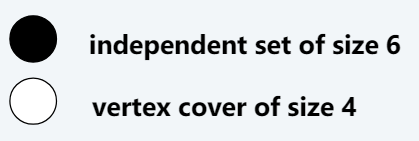 independent set of size 6
vertex cover of size 4